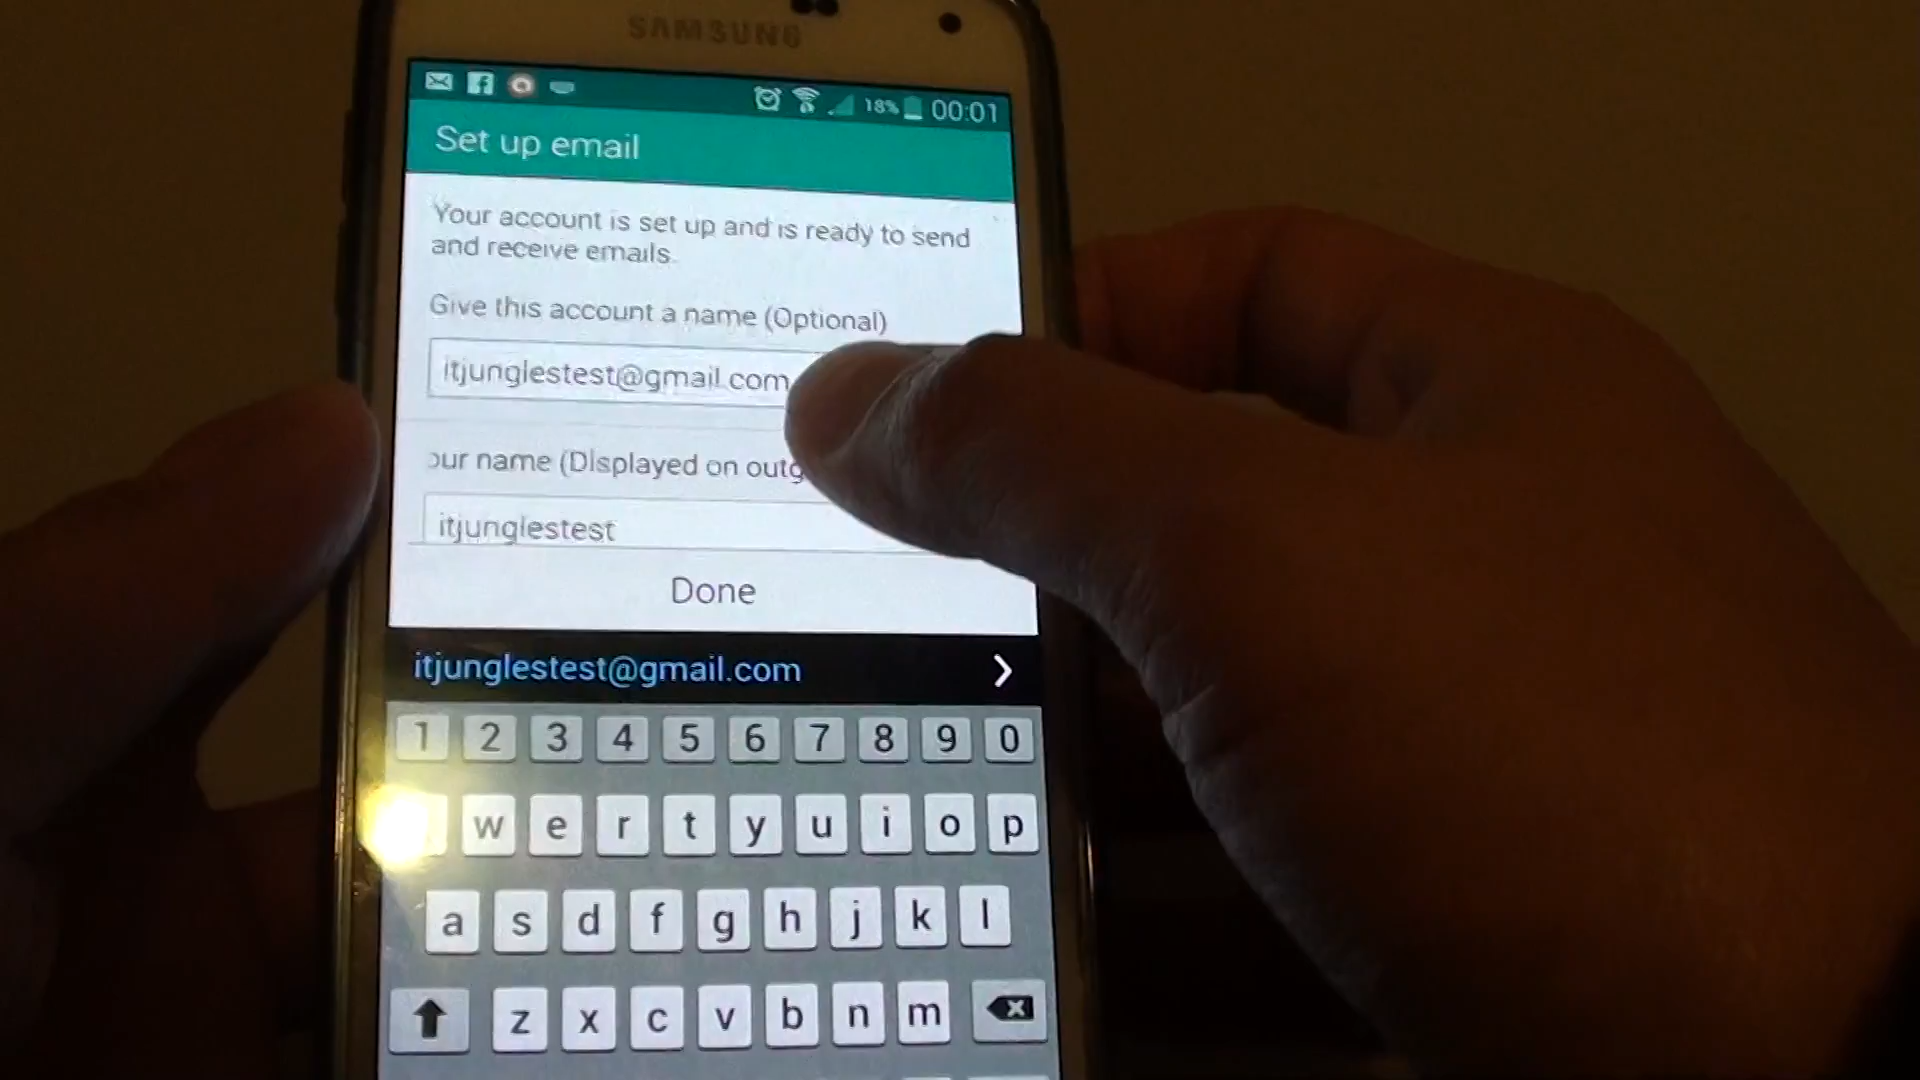 SAMSUNG
18% 00:01
Set up email
Your account is set up and is ready to send
and receive emails.
Give this account a name (Optional)
itjunglestest@gmail.com
our name (Displayed on outg
itjunglestest
Done
itjunglestest@gmail.com
1 2 3 4 5 6 7 8 9 0
w e r t y u i o p
a s d f g h j k l
z x c v b n m